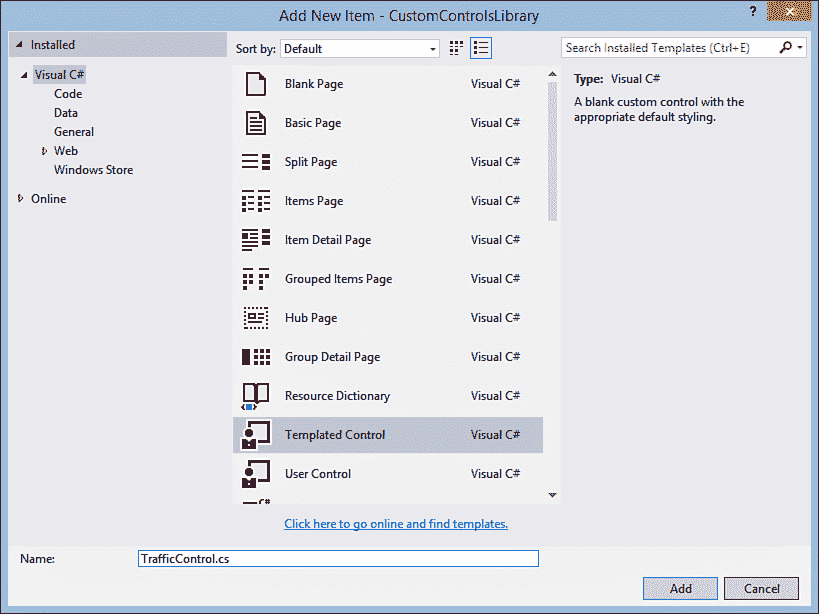 Add New Item - CustomControlsLibrary
?
Installed
Sort by: Default
Search Installed Templates (Ctrl+E)
Visual C#
Code
Data
General
Web
Windows Store
Online
Blank Page Visual C#
Basic Page Visual C#
Split Page Visual C#
Items Page Visual C#
Item Detail Page Visual C#
Grouped Items Page Visual C#
Hub Page Visual C#
Group Detail Page Visual C#
Resource Dictionary Visual C#
Templated Control Visual C#
User Control Visual C#
Type: Visual C#
A blank custom control with the
appropriate default styling.
Click here to go online and find templates.
Name: TrafficControl.cs
Add Cancel